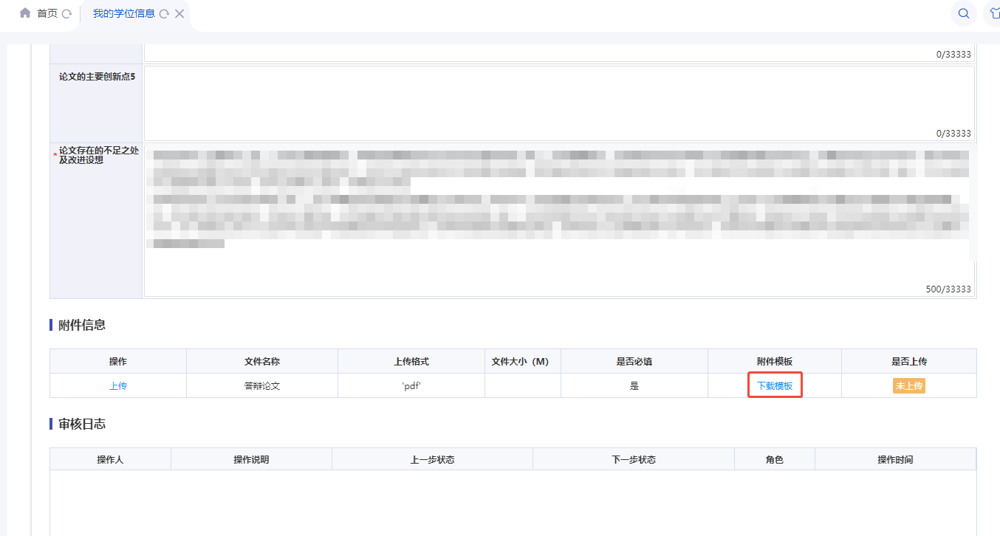 首页
我的学位信息
0/33333
论文的主要创新点5
0/33333
*论文存在的不足之处
及改进设想
500/33333
附件信息
操作 文件名称 上传格式 文件大小（M） 是否必填 附件模板 是否上传
上传 答辩论文 'pdf' 是 下载模板 未上传
审核日志
操作人 操作说明 上一步状态 下一步状态 角色 操作时间